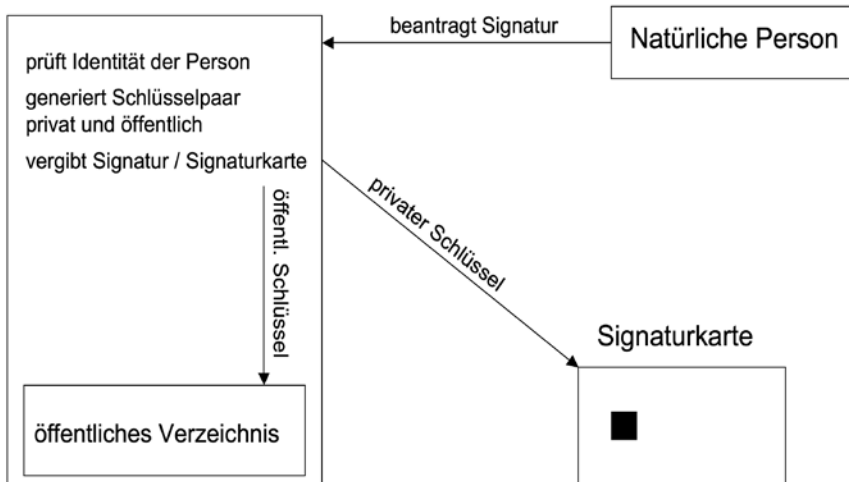 beantragt Signatur
Natürliche Person
prüft Identität der Person
generiert Schlüsselpaar
privat und öffentlich
vergibt Signatur / Signaturkarte
öffentl. Schlüssel
privater Schlüssel
Signaturkarte
öffentliches Verzeichnis